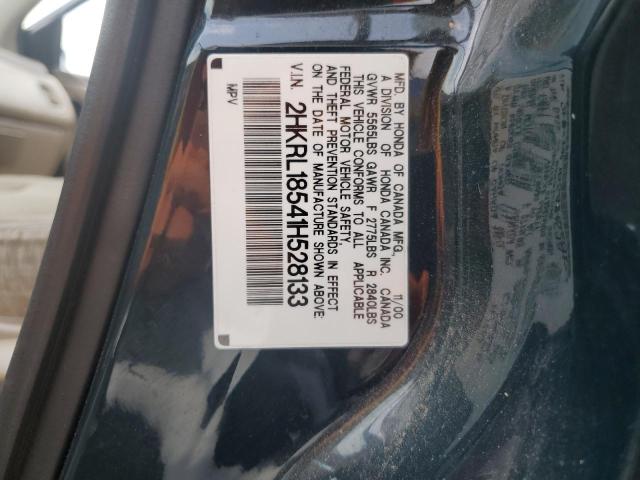 MFD. BY HONDA OF CANADA MFG., 11/00
A DIVISION OF HONDA CANADA INC. CANADA
GVWR 5565LBS GAWR F 2775LBS R 2840LBS
THIS VEHICLE CONFORMS TO ALL APPLICABLE
FEDERAL MOTOR VEHICLE SAFETY,
AND THEFT PREVENTION STANDARDS IN EFFECT
ON THE DATE OF MANUFACTURE SHOWN ABOVE:
V.I.N. 2HKRL18541H528133
MPV